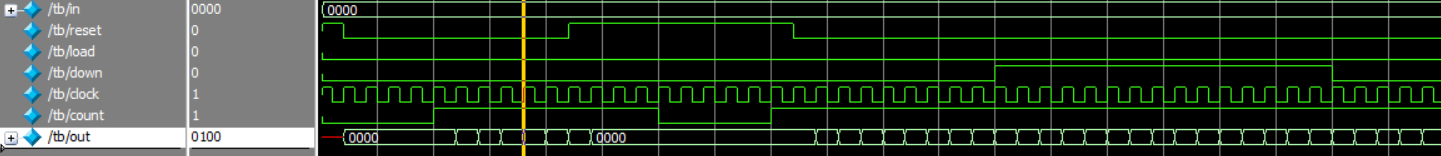 /tb/in 0000 0000
/tb/reset 0
/tb/load 0
/tb/down 0
/tb/clock 1
/tb/count 1
/tb/out 0100 0000 0000